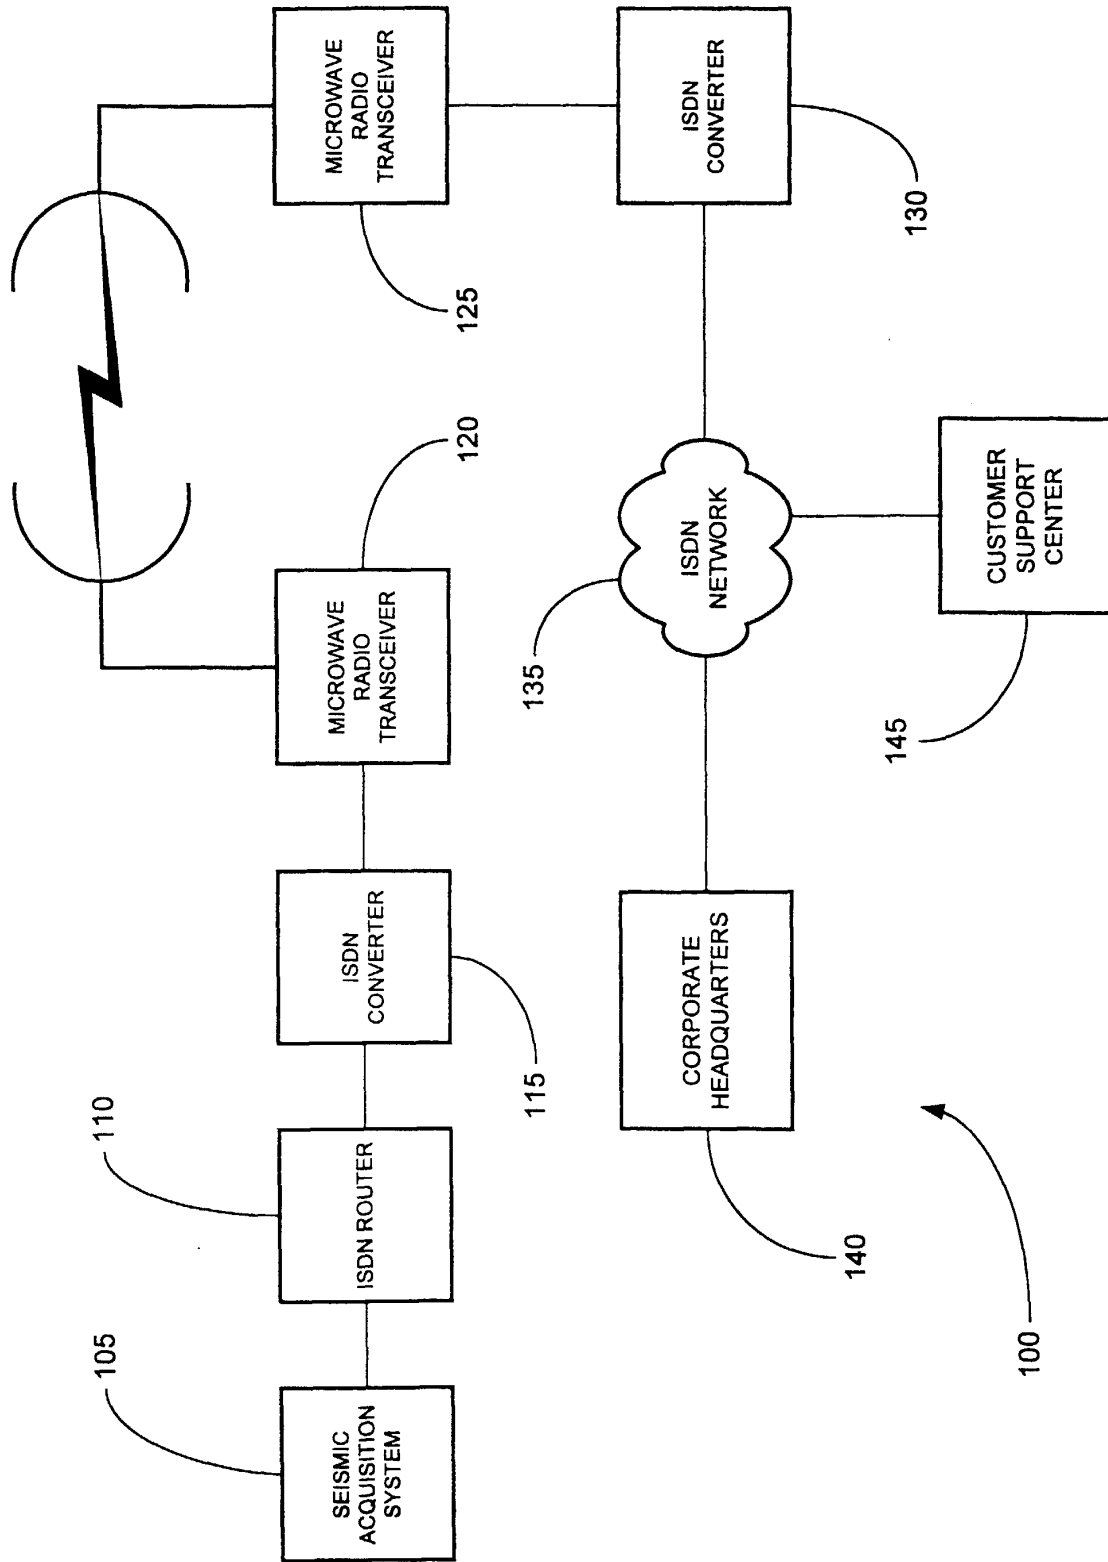 105
SEISMIC
ACQUISITION
SYSTEM
110
ISDN ROUTER
115
ISDN
CONVERTER
120
MICROWAVE
RADIO
TRANSCEIVER
125
MICROWAVE
RADIO
TRANSCEIVER
130
ISDN
CONVERTER
135
ISDN
NETWORK
140
CORPORATE
HEADQUARTERS
145
CUSTOMER
SUPPORT
CENTER
100